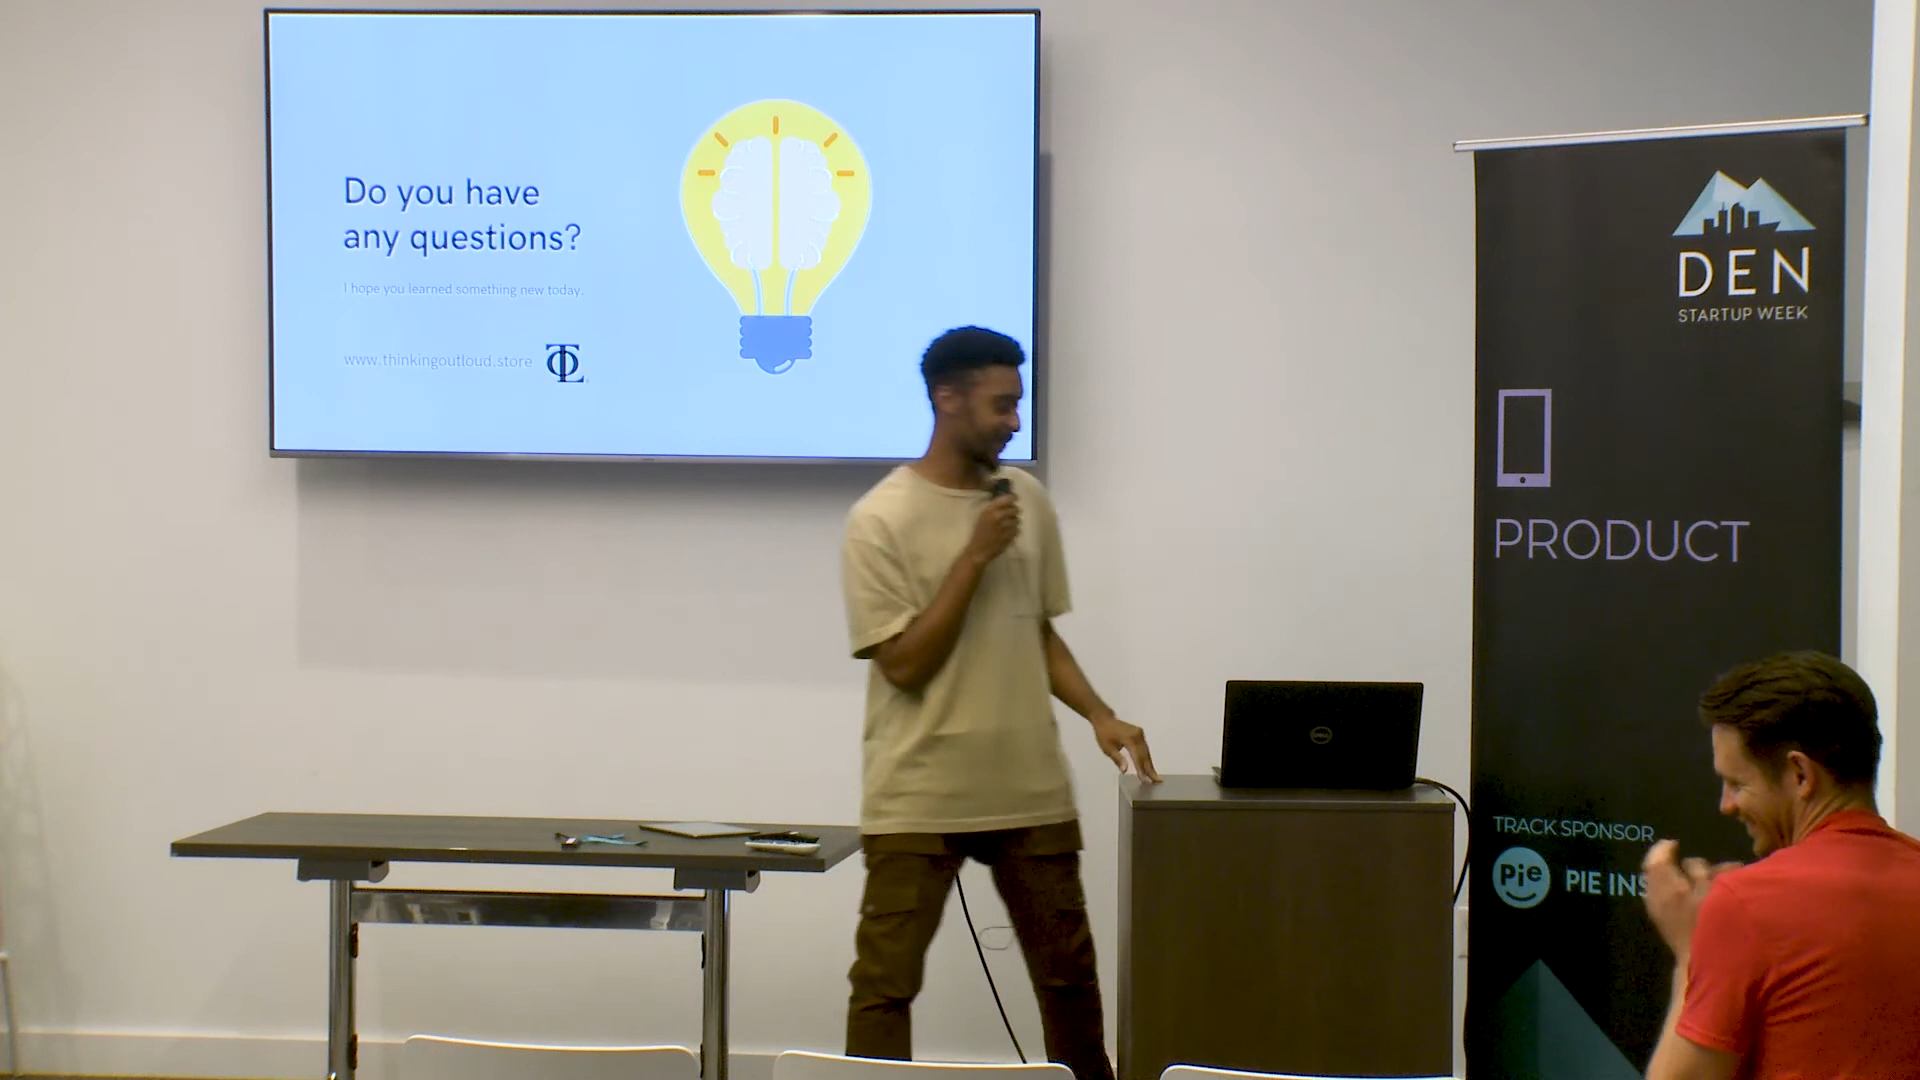 Do you have
any questions?
I hope you learned something new today.
www.thinkingoutloud.store
DEN
STARTUP WEEK
PRODUCT
TRACK SPONSOR
Pie
PIE INS
DELL